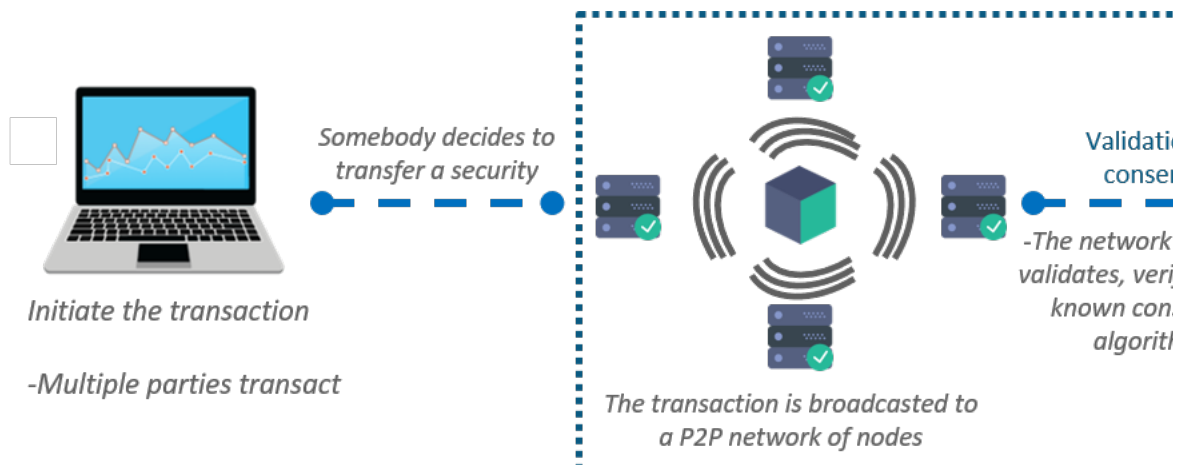 Somebody decides to
transfer a security
Initiate the transaction
-Multiple parties transact
The transaction is broadcasted to
a P2P network of nodes
-The network
validates,
known